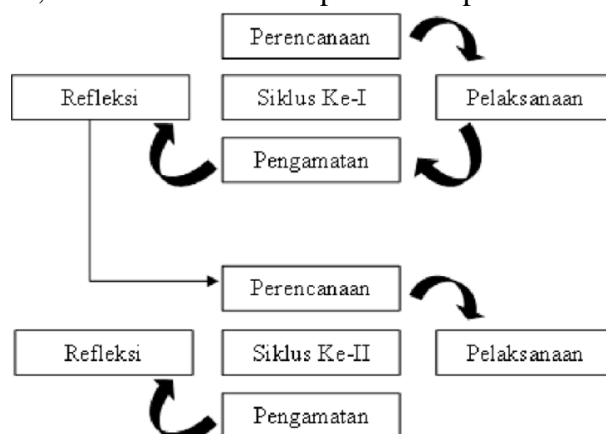 Perencanaan
Refleksi
Siklus Ke-I
Pelaksanaan
Pengamatan
Perencanaan
Refleksi
Siklus Ke-II
Pelaksanaan
Pengamatan